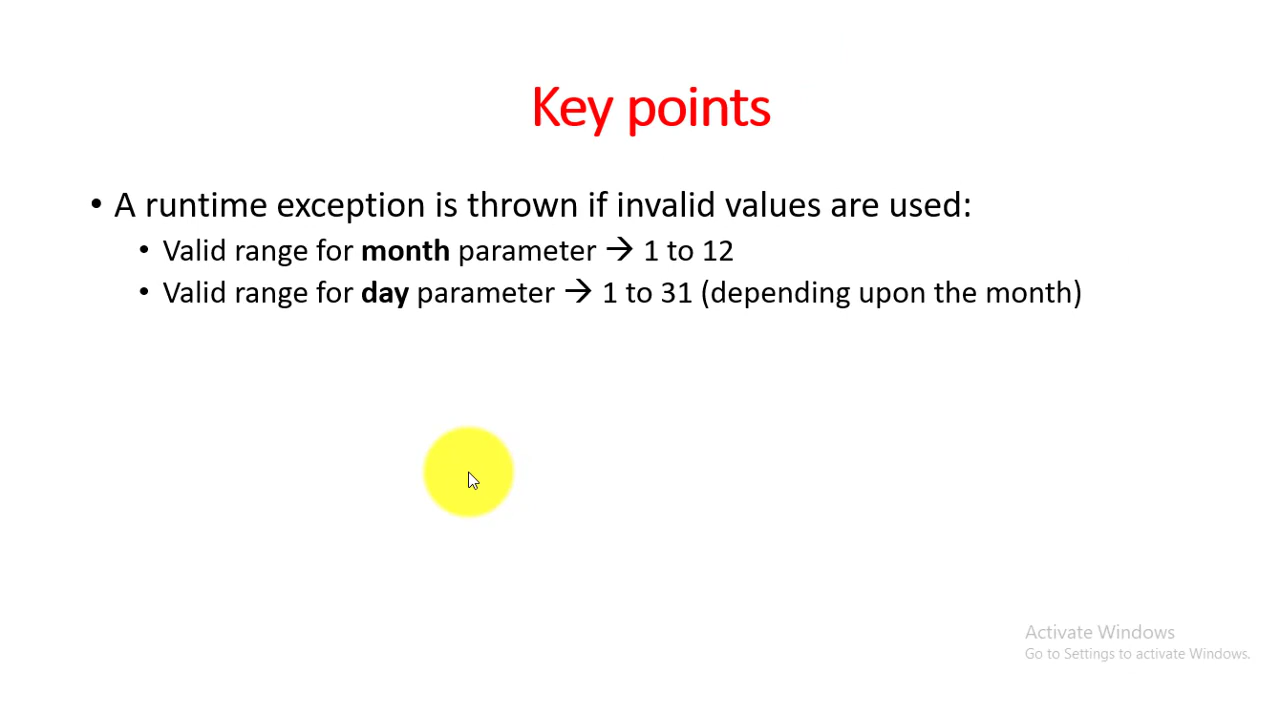 Key points
• A runtime exception is thrown if invalid values are used:
• Valid range for month parameter → 1 to 12
• Valid range for day parameter → 1 to 31 (depending upon the month)
Activate Windows
Go to Settings to activate Windows.